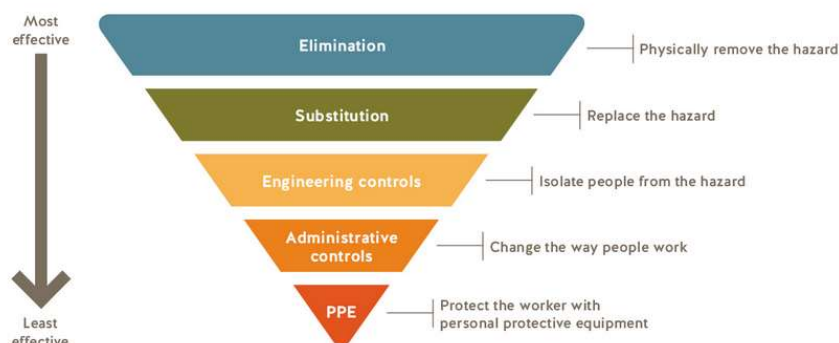 Most
effective
Elimination
Physically remove the hazard
Substitution
Replace the hazard
Engineering controls
Isolate people from the hazard
Administrative
controls
Change the way people work
PPE
Protect the worker with
personal protective equipment
Least
effective